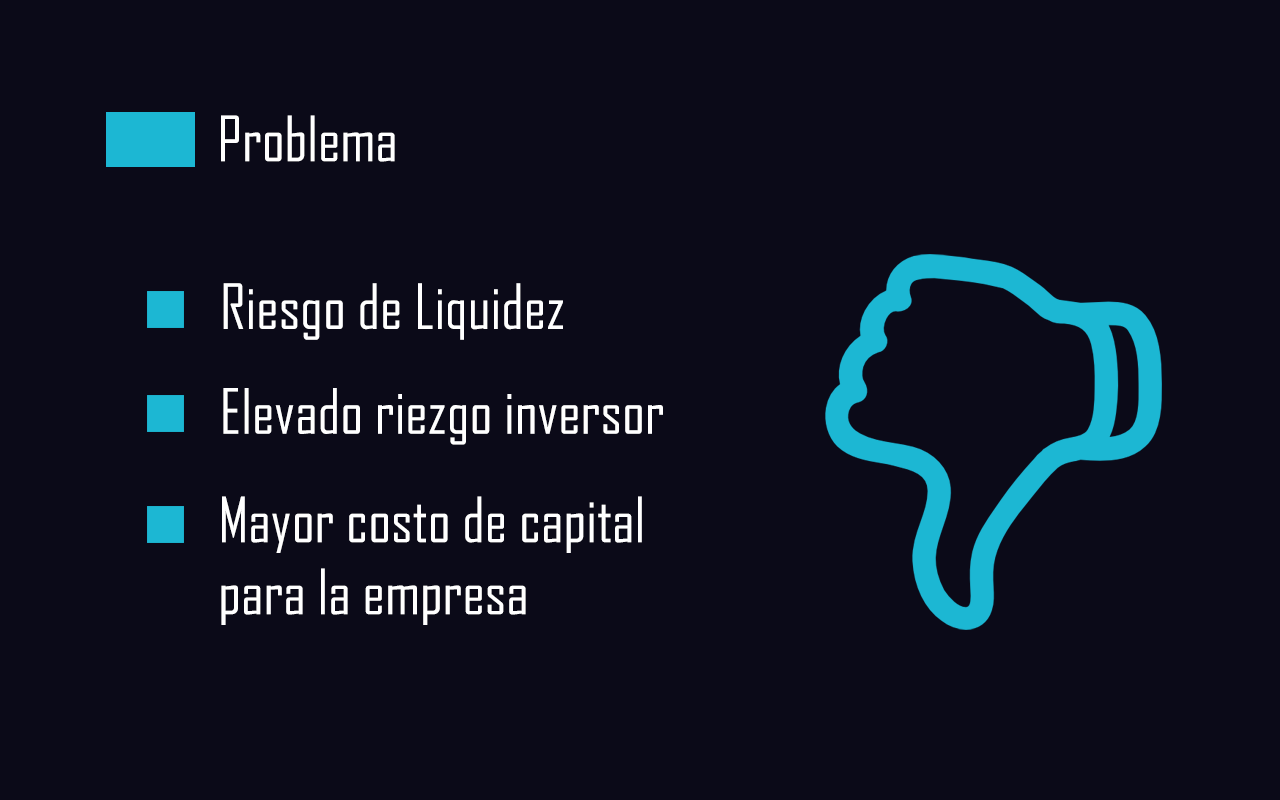 Problema
Riesgo de Liquidez
Elevado riezgo inversor
Mayor costo de capital
para la empresa